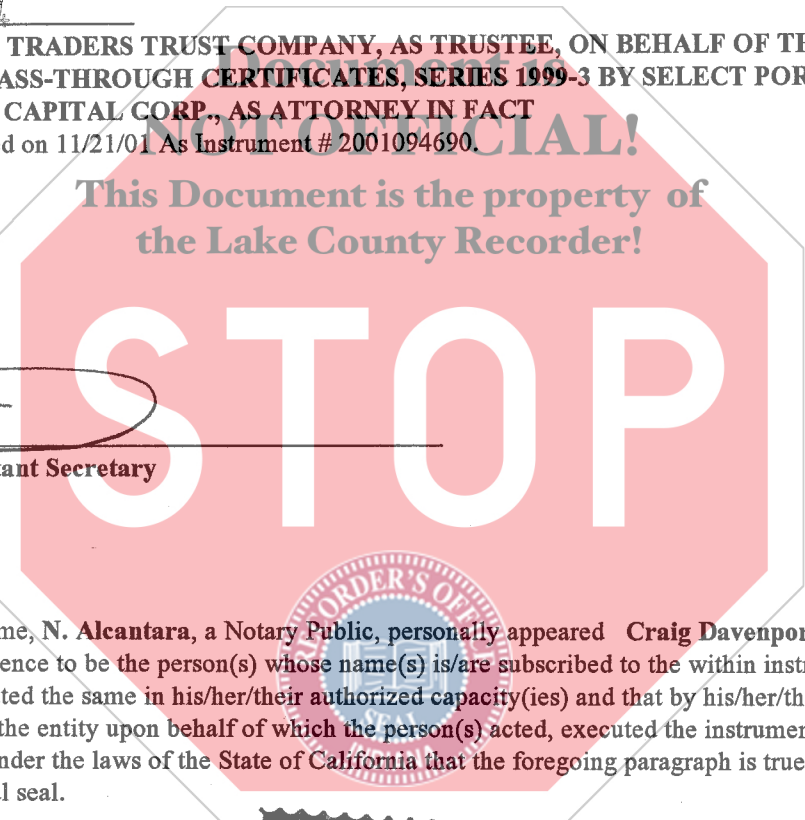 TRADERS TRUST COMPANY, AS TRUSTEE, ON BEHALF OF TH
Document is
ASS-THROUGH CERTIFICATES, SERIES 1999-3 BY SELECT POR
CAPITAL CORP., AS ATTORNEY IN FACT
NOT OFFICIAL!
d on 11/21/01 As Instrument # 2001094690.
This Document is the property of
the Lake County Recorder!
STOP
tant Secretary
RECORDER'S OFFICE
me, N. Alcantara, a Notary Public, personally appeared Craig Davenpor
ence to be the person(s) whose name(s) is/are subscribed to the within instr
ted the same in his/her/their authorized capacity(ies) and that by his/her/th
SEAL
the entity upon behalf of which the person(s) acted, executed the instrumen
INDIANA
nder the laws of the State of California that the foregoing paragraph is true
l seal.